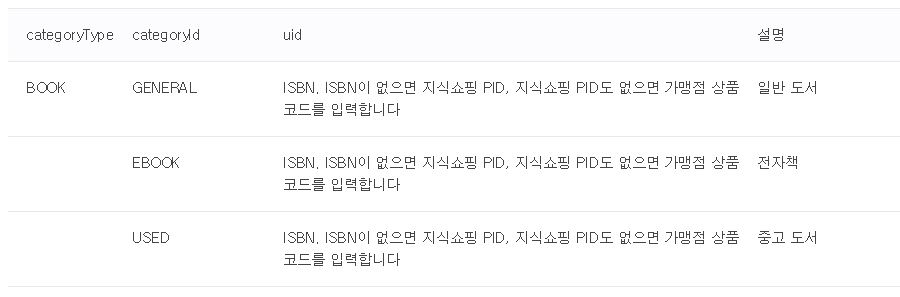 categoryType categoryId uid 설명
BOOK GENERAL ISBN. ISBN이 없으면 지식쇼핑 PID, 지식쇼핑 PID도 없으면 가맹점 상품 일반 도서
코드를 입력합니다
EBOOK ISBN. ISBN이 없으면 지식쇼핑 PID, 지식쇼핑 PID도 없으면 가맹점 상품 전자책
코드를 입력합니다
USED ISBN. ISBN이 없으면 지식쇼핑 PID, 지식쇼핑 PID도 없으면 가맹점 상품 중고 도서
코드를 입력합니다